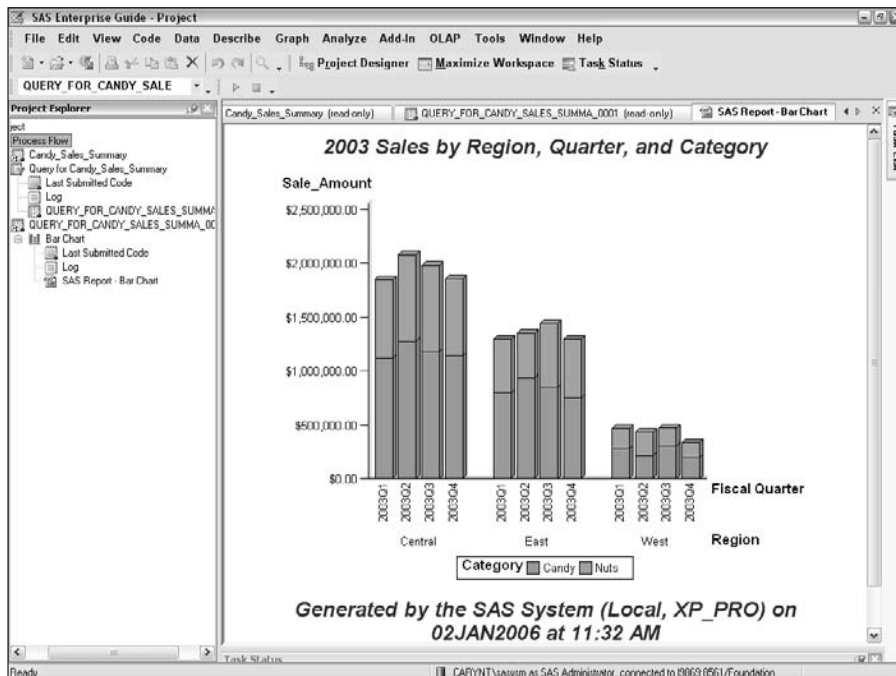 SAS Enterprise Guide - Project
File Edit View Code Data Describe Graph Analyze Add-In OLAP Tools Window Help
Project Designer Maximize Workspace Task Status
QUERY_FOR_CANDY_SALE
Project Explorer
ject
Process Flow
Candy_Sales_Summary
Query for Candy_Sales_Summary
Last Submitted Code
Log
QUERY_FOR_CANDY_SALES_SUMMA
QUERY_FOR_CANDY_SALES_SUMMA_00
Bar Chart
Last Submitted Code
Log
SAS Report - Bar Chart
Candy_Sales_Summary (read-only) QUERY_FOR_CANDY_SALES_SUMMA_0001 (read-only) SAS Report - Bar Chart
2003 Sales by Region, Quarter, and Category
Sale_Amount
$2,500,000.00
$2,000,000.00
$1,500,000.00
$1,000,000.00
$500,000.00
$0.00
2003Q1 2003Q2 2003Q3 2003Q4 2003Q1 2003Q2 2003Q3 2003Q4 2003Q1 2003Q2 2003Q3 2003Q4
Fiscal Quarter
Central East West
Region
Category Candy Nuts
Generated by the SAS System (Local, XP_PRO) on
02JAN2006 at 11:32 AM
Task Status
Ready
as SAS Administrator, connected to